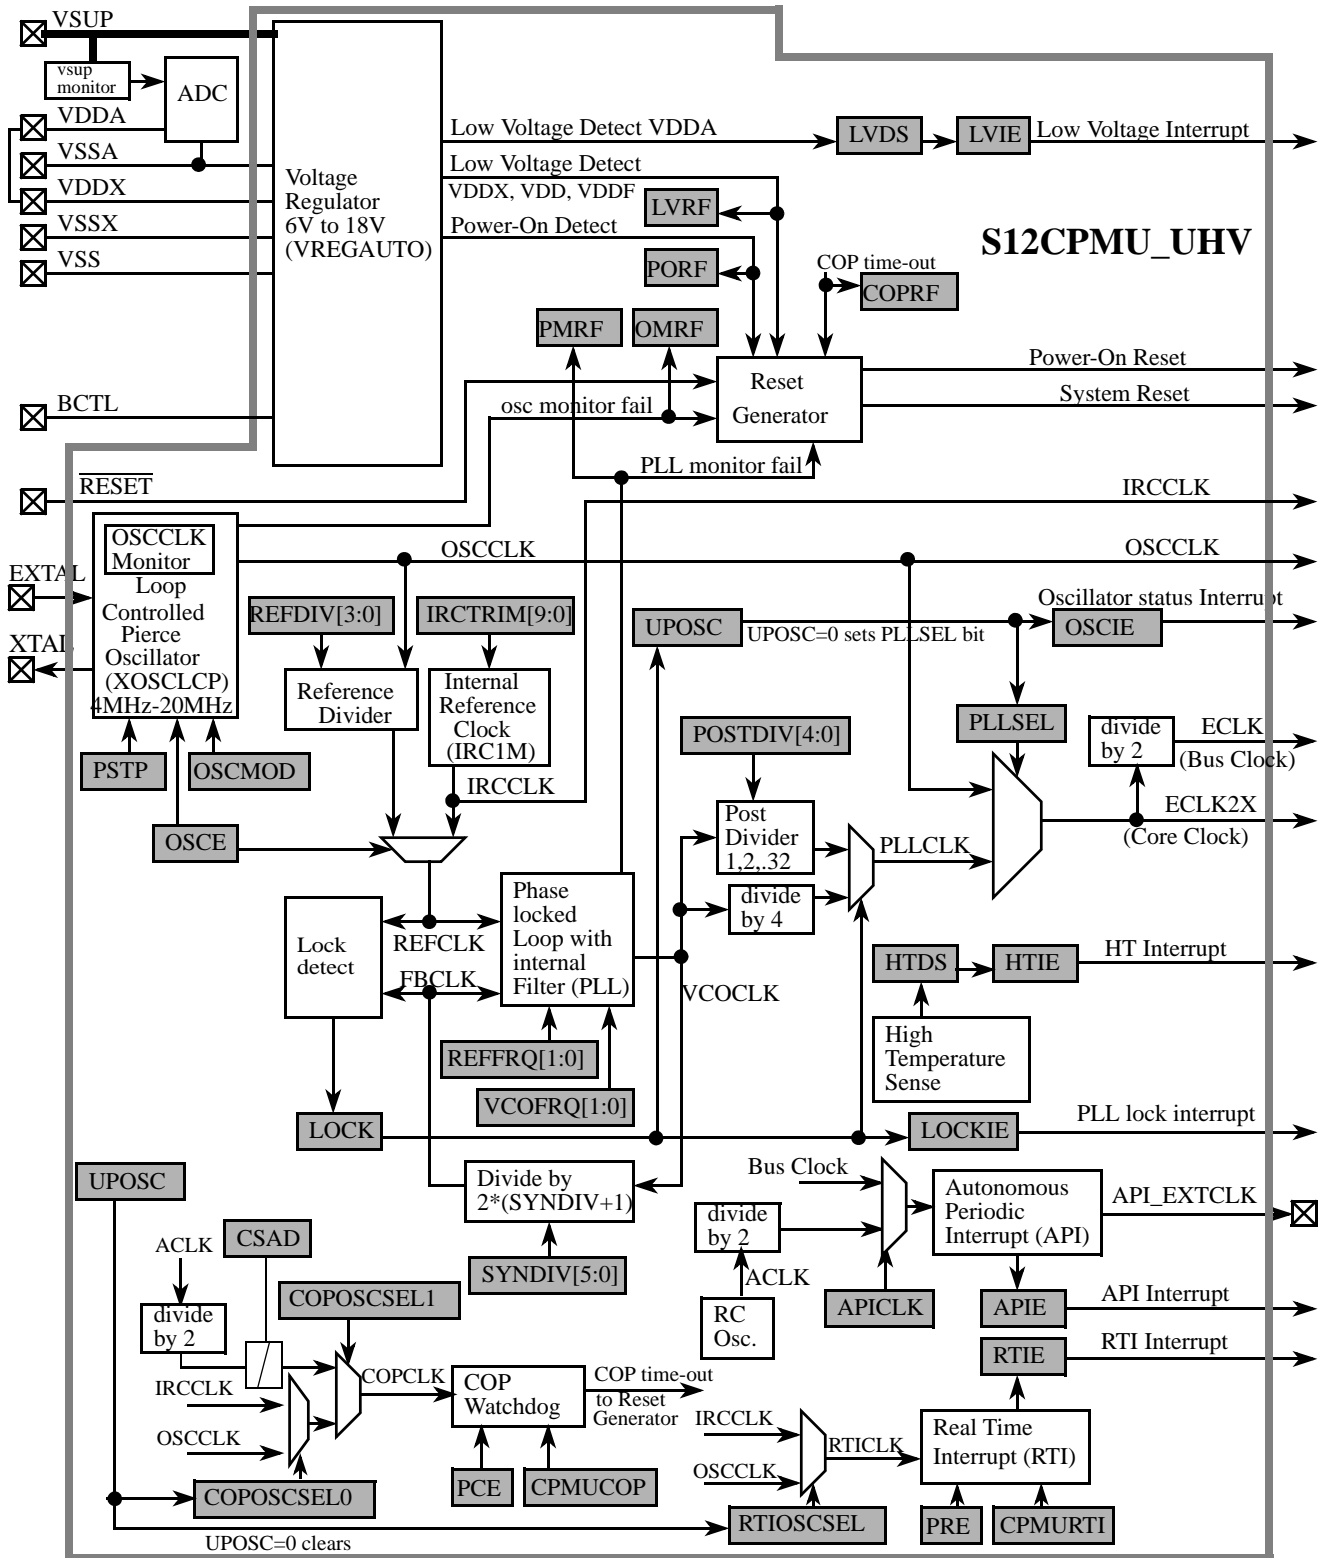 VSUP
vsup
monitor
ADC
VDDA
VSSA
VDDX
VSSX
VSS
BCTL
Voltage
Regulator
6V to 18V
(VREGAUTO)
Low Voltage Detect VDDA
LVDS
LVIE
Low Voltage Interrupt
Low Voltage Detect
VDDX, VDD, VDDF
LVRF
Power-On Detect
PORF
S12CPMU_UHV
COP time-out
COPRF
PMRF
OMRF
Reset
Generator
Power-On Reset
System Reset
osc monitor fail
PLL monitor fail
RESET
IRCCLK
OSCCLK
Monitor
Loop
Controlled
Pierce
Oscillator
(XOSCLCP)
4MHz-20MHz
EXTAL
XTAL
OSCCLK
OSCCLK
REFDIV[3:0]
IRCTRIM[9:0]
UPOSC
UPOSC=0 sets PLLSEL bit
Oscillator status Interrupt
OSCIE
Reference
Divider
Internal
Reference
Clock
(IRC1M)
PSTP
OSCMOD
OSCE
IRCCLK
POSTDIV[4:0]
PLLSEL
divide
by 2
ECLK
(Bus Clock)
ECLK2X
(Core Clock)
Post
Divider
1,2,.32
PLLCLK
divide
by 4
Lock
detect
REFCLK
FBCLK
Phase
locked
Loop with
internal
Filter (PLL)
VCOCLK
REFFRQ[1:0]
VCOFRQ[1:0]
HTDS
HTIE
HT Interrupt
High
Temperature
Sense
LOCK
LOCKIE
PLL lock interrupt
UPOSC
Divide by
2*(SYNDIV+1)
SYNDIV[5:0]
Bus Clock
divide
by 2
ACLK
RC
Osc.
APICLK
Autonomous
Periodic
Interrupt (API)
API_EXTCLK
APIE
API Interrupt
RTIE
RTI Interrupt
CSAD
ACLK
divide
by 2
COPOSCSEL1
IRCCLK
OSCCLK
COPCLK
COP
Watchdog
COP time-out
to Reset
Generator
COPOSCSEL0
PCE
CPMUCOP
IRCCLK
OSCCLK
RTICLK
Real Time
Interrupt (RTI)
RTIOSCSEL
PRE
CPMURTI
UPOSC=0 clears